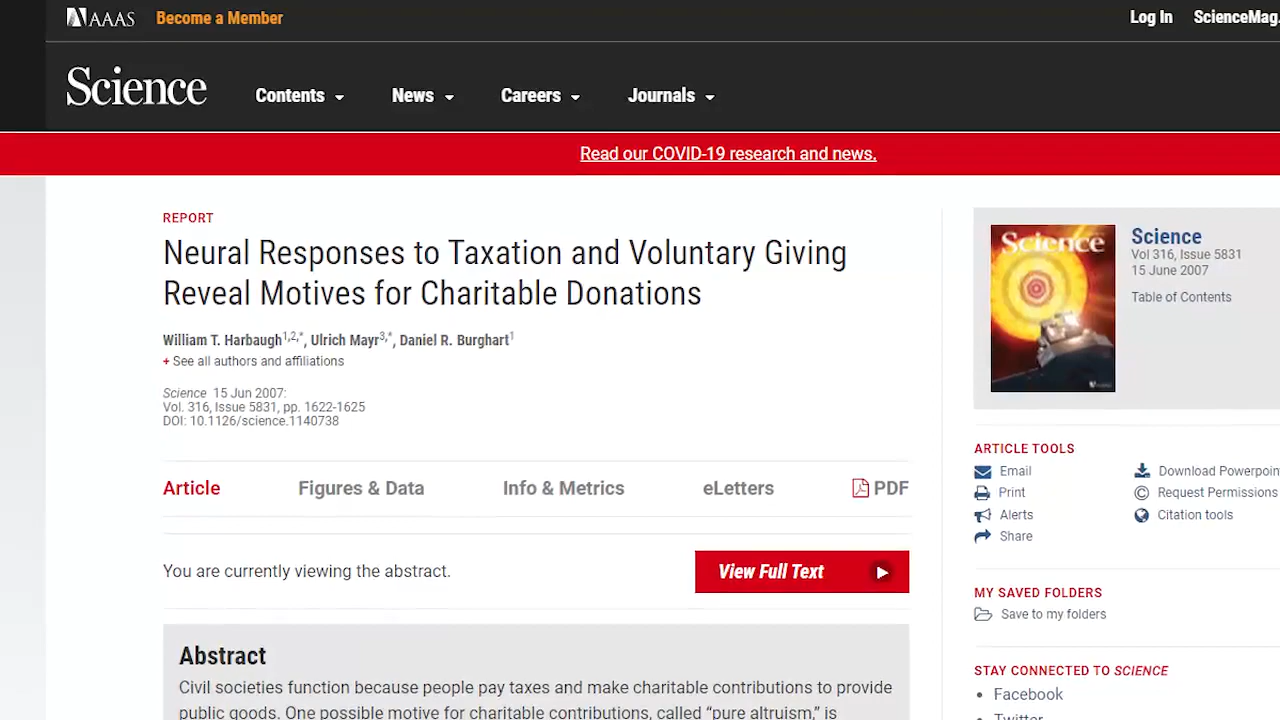 AAAS Become a Member Log In ScienceMag.
Science Contents News Careers Journals
Read our COVID-19 research and news.
REPORT
Neural Responses to Taxation and Voluntary Giving
Reveal Motives for Charitable Donations
William T. Harbaugh1,2,*, Ulrich Mayr3,*, Daniel R. Burghart1
+ See all authors and affiliations
Science 15 Jun 2007:
Vol. 316, Issue 5831, pp. 1622-1625
DOI: 10.1126/science.1140738
Article Figures & Data Info & Metrics eLetters PDF
You are currently viewing the abstract.
View Full Text
Abstract
Civil societies function because people pay taxes and make charitable contributions to provide
public goods. One possible motive for charitable contributions, called “pure altruism,” is
Science
Science
Vol 316, Issue 5831
15 June 2007
Table of Contents
ARTICLE TOOLS
Email Download Powerpoin
Print Request Permissions
Alerts Citation tools
Share
MY SAVED FOLDERS
Save to my folders
STAY CONNECTED TO SCIENCE
• Facebook
• Twitter